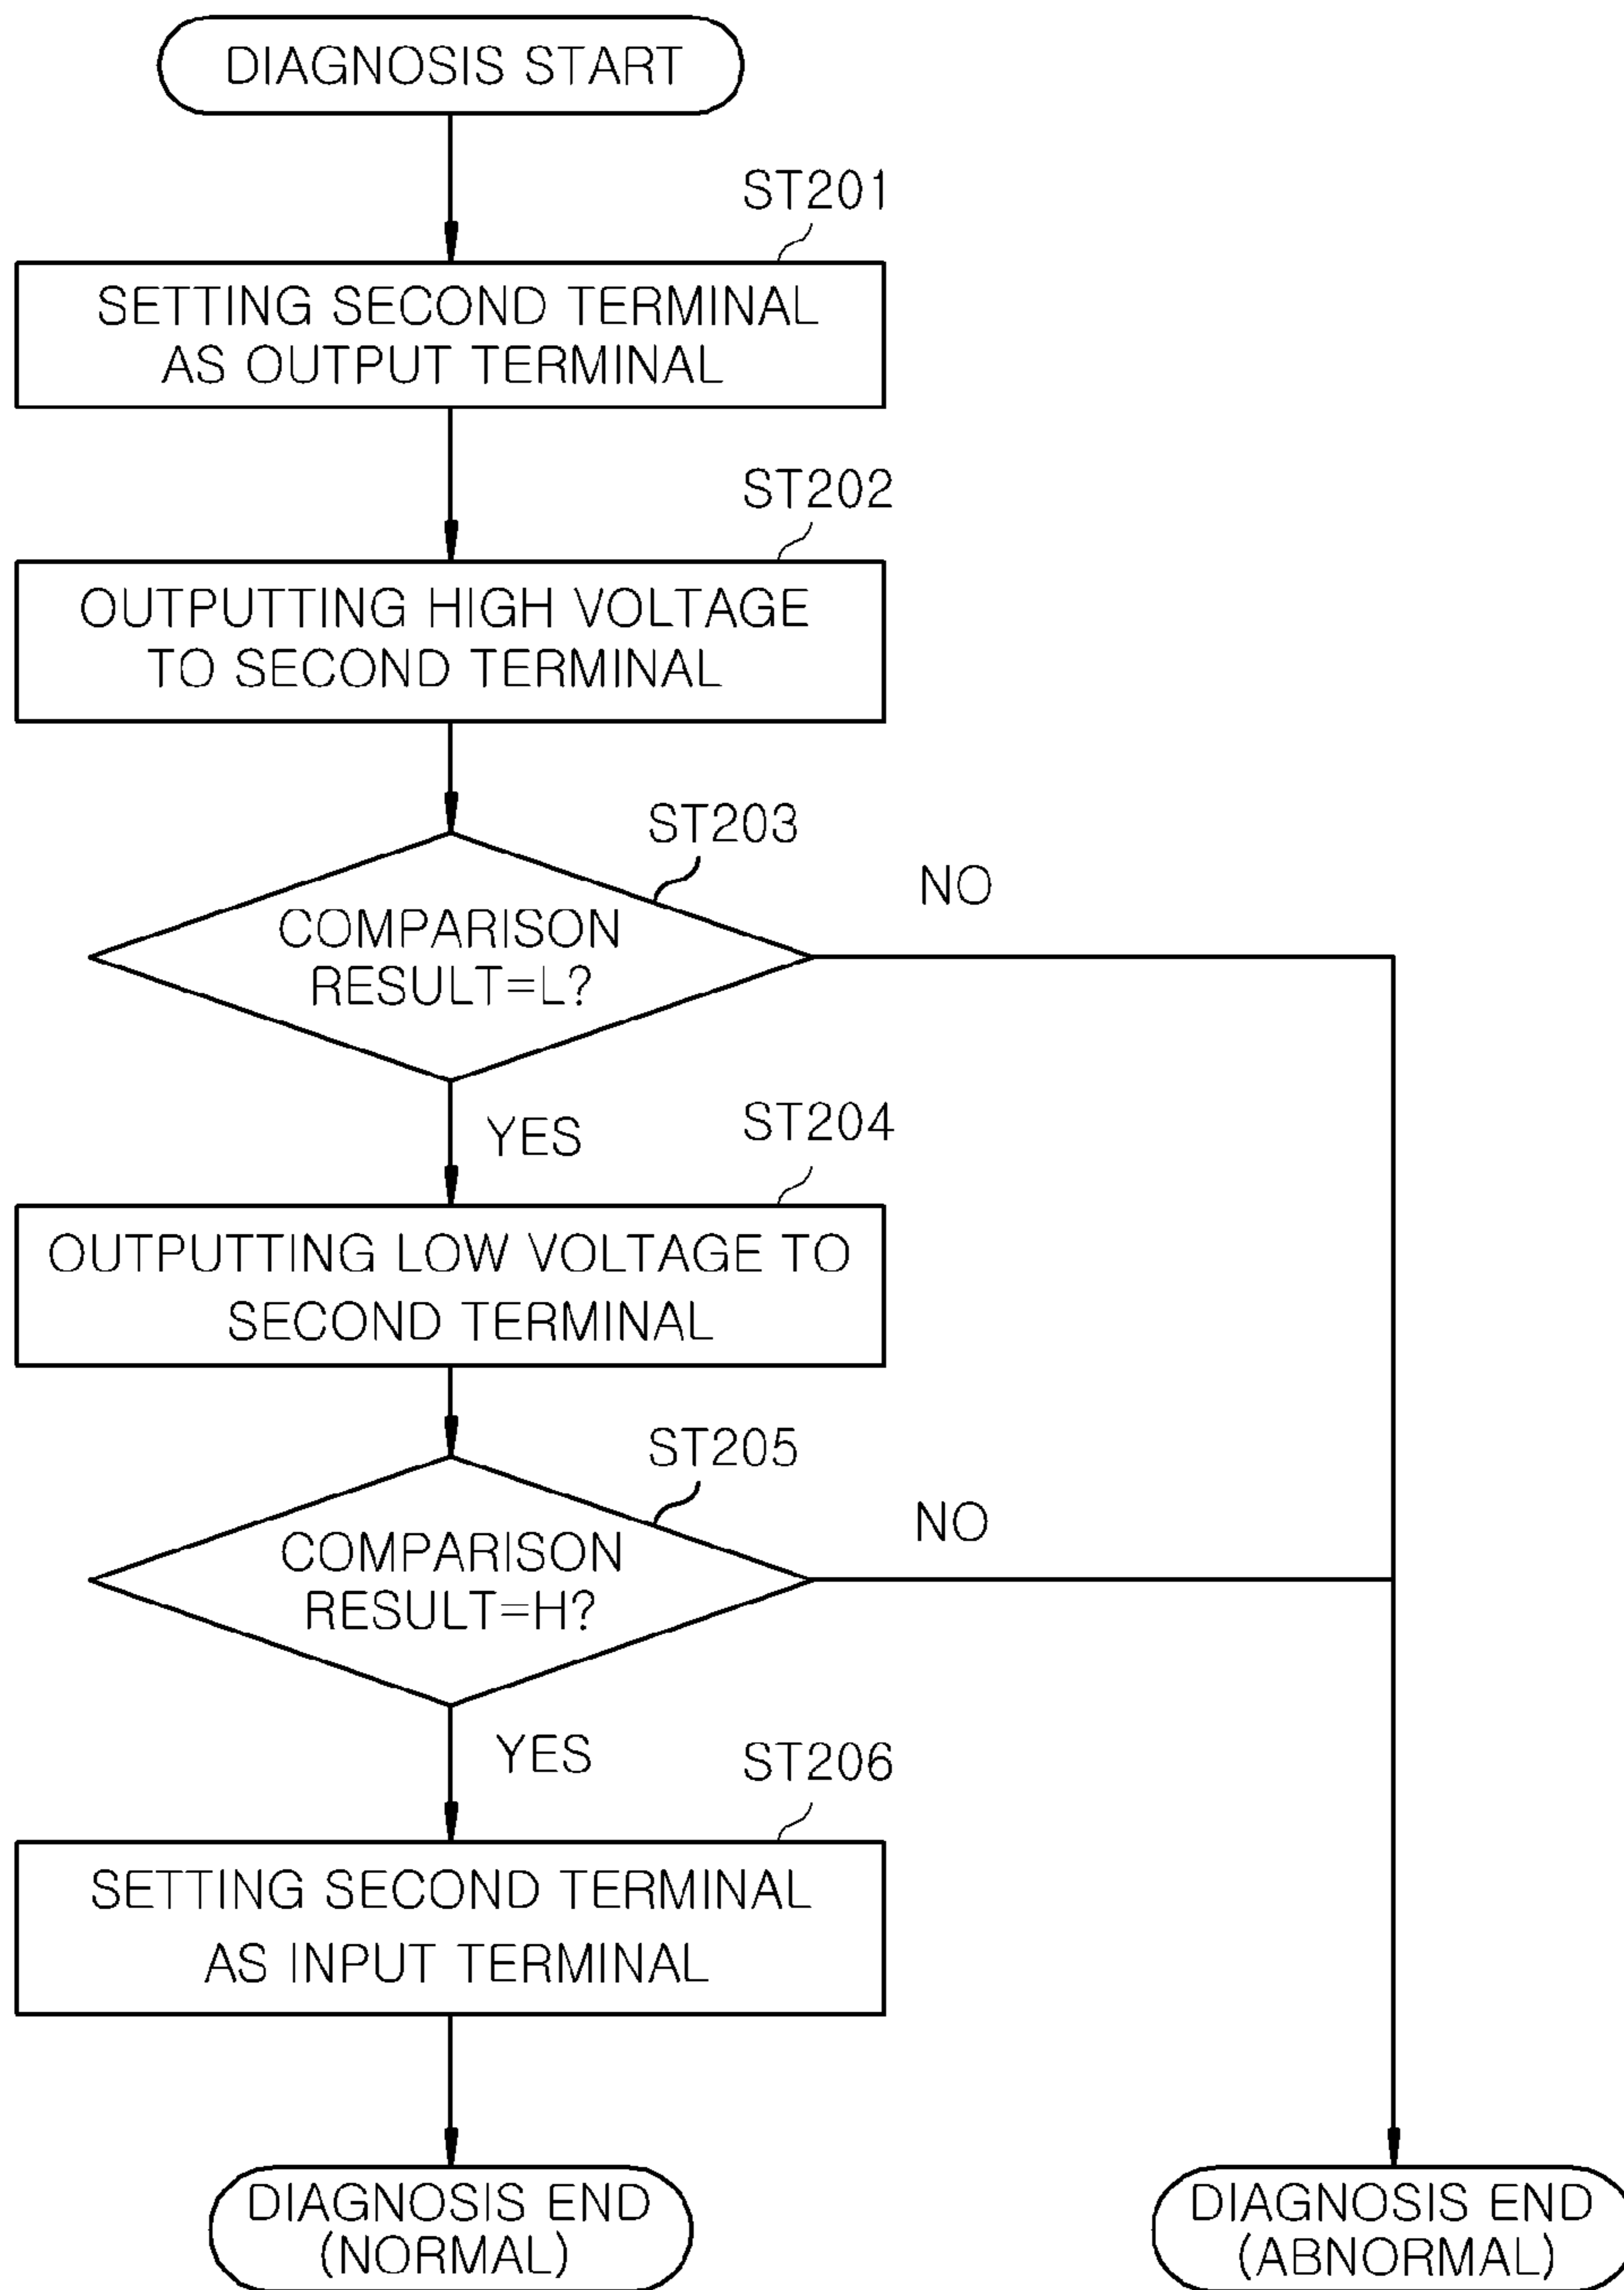 DIAGNOSIS START
ST201
SETTING SECOND TERMINAL
AS OUTPUT TERMINAL
ST202
OUTPUTTING HIGH VOLTAGE
TO SECOND TERMINAL
ST203
NO
COMPARISON
RESULT=L?
YES
ST204
OUTPUTTING LOW VOLTAGE TO
SECOND TERMINAL
ST205
NO
COMPARISON
RESULT=H?
YES
ST206
SETTING SECOND TERMINAL
AS INPUT TERMINAL
DIAGNOSIS END
(NORMAL)
DIAGNOSIS END
(ABNORMAL)